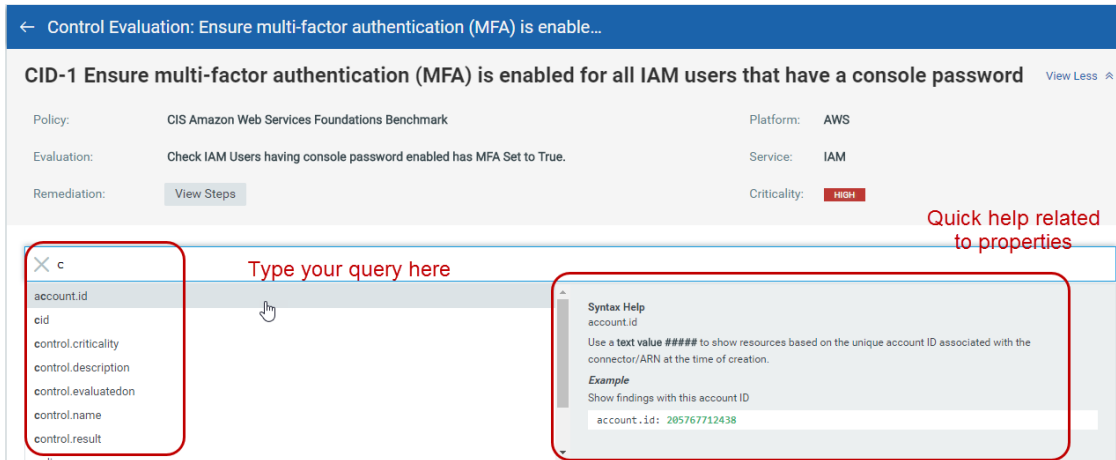 ← Control Evaluation: Ensure multi-factor authentication (MFA) is enable...
CID-1 Ensure multi-factor authentication (MFA) is enabled for all IAM users that have a console password View Less
Policy: CIS Amazon Web Services Foundations Benchmark Platform: AWS
Evaluation: Check IAM Users having console password enabled has MFA Set to True. Service: IAM
Remediation: View Steps Criticality: HIGH
Quick help related
to properties
c
Type your query here
account.id
cid
control.criticality
control.description
control.evaluatedon
control.name
control.result
Syntax Help
account.id
Use a text value ##### to show resources based on the unique account ID associated with the
connector/ARN at the time of creation.
Example
Show findings with this account ID
account.id: 205767712438